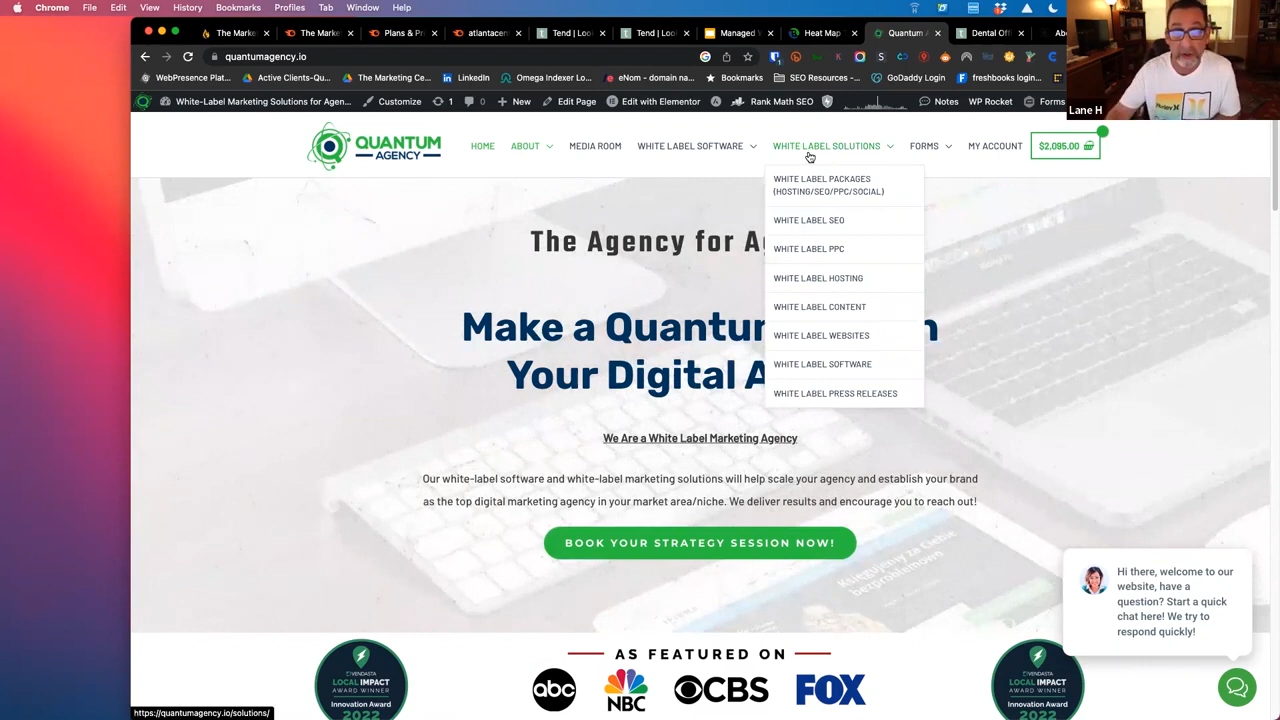 Chrome File Edit View History Bookmarks Profiles Tab Window Help
The Marke
The Marke
Plans & Pr
Tend | Loo
Tend | Loo
Managed V
Heat Map
Quantum A
Dental Off
quantumagency.io
WebPresence Plat...
Active Clients-Qu...
The Marketing Ce...
LinkedIn
Omega Indexer Lo...
eNom - domain na...
Bookmarks
SEO Resources -...
GoDaddy Login
freshbooks login...
White-Label Marketing Solutions for Agen...
Customize
1
0
New
Edit Page
Edit with Elementor
Rank Math SEO
Notes
WP Rocket
Forms
Lane H
QUANTUM
AGENCY
HOME
ABOUT
MEDIA ROOM
WHITE LABEL SOFTWARE
WHITE LABEL SOLUTIONS
FORMS
MY ACCOUNT
$2,095.00
WHITE LABEL PACKAGES
(HOSTING/SEO/PPC/SOCIAL)
WHITE LABEL SEO
WHITE LABEL PPC
WHITE LABEL HOSTING
WHITE LABEL CONTENT
WHITE LABEL WEBSITES
WHITE LABEL SOFTWARE
WHITE LABEL PRESS RELEASES
The Agency for A
Make a Quantum n
Your Digital A
We Are a White Label Marketing Agency
Our white-label software and white-label marketing solutions will help scale your agency and establish your brand
as the top digital marketing agency in your market area/niche. We deliver results and encourage you to reach out!
BOOK YOUR STRATEGY SESSION NOW!
Hi there, welcome to our
website, have a
question? Start a quick
chat here! We try to
respond quickly!
AS FEATURED ON
abc
NBC
CBS
FOX
VENDASTA
LOCAL IMPACT
AWARD WINNER
Innovation Award
2022
VENDASTA
LOCAL IMPACT
AWARD WINNER
Innovation Award
2022
https://quantumagency.io/solutions/